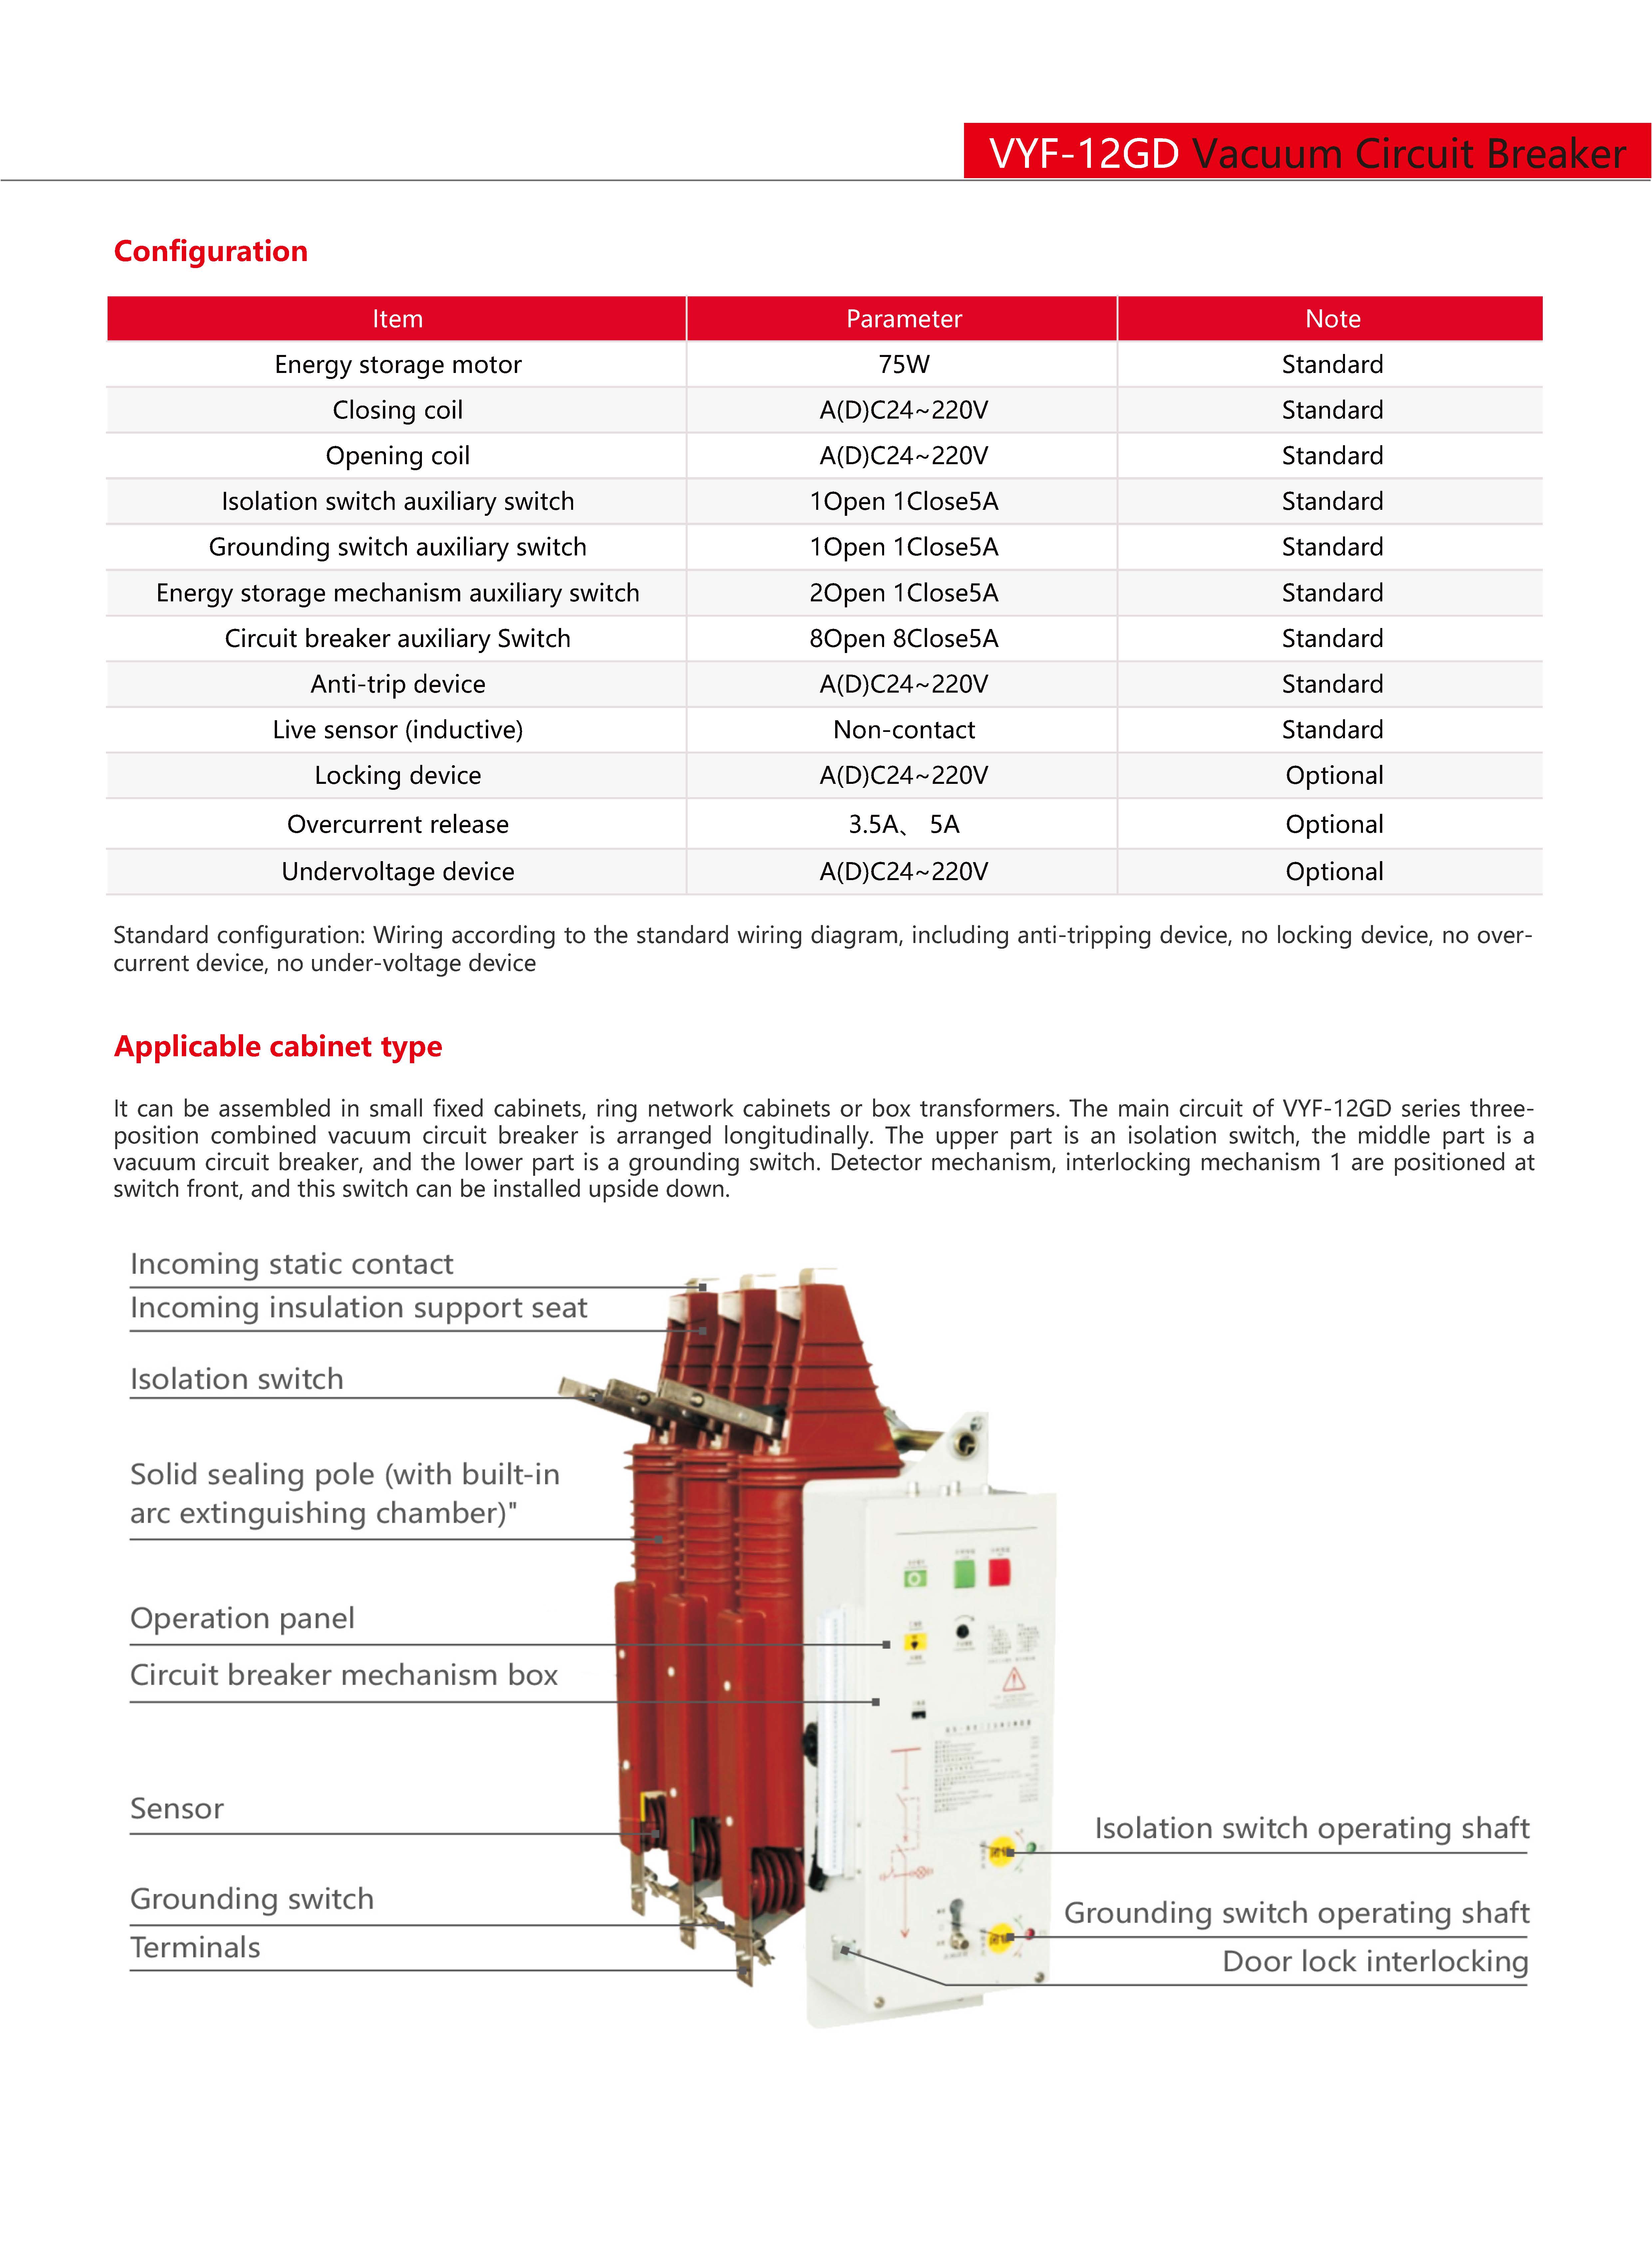 VYF-12GD Vacuum Circuit Breaker
Configuration
Item Parameter Note
Energy storage motor 75W Standard
Closing coil A(D)C24~220V Standard
Opening coil A(D)C24~220V Standard
Isolation switch auxiliary switch 1Open 1Close5A Standard
Grounding switch auxiliary switch 1Open 1Close5A Standard
Energy storage mechanism auxiliary switch 2Open 1Close5A Standard
Circuit breaker auxiliary Switch 8Open 8Close5A Standard
Anti-trip device A(D)C24~220V Standard
Live sensor (inductive) Non-contact Standard
Locking device A(D)C24~220V Optional
Overcurrent release 3.5A、 5A Optional
Undervoltage device A(D)C24~220V Optional
Standard configuration: Wiring according to the standard wiring diagram, including anti-tripping device, no locking device, no over-
current device, no under-voltage device
Applicable cabinet type
It can be assembled in small fixed cabinets, ring network cabinets or box transformers. The main circuit of VYF-12GD series three-
position combined vacuum circuit breaker is arranged longitudinally. The upper part is an isolation switch, the middle part is a
vacuum circuit breaker, and the lower part is a grounding switch. Detector mechanism, interlocking mechanism 1 are positioned at
switch front, and this switch can be installed upside down.
Incoming static contact
Incoming insulation support seat
Isolation switch
Solid sealing pole (with built-in
arc extinguishing chamber)"
Operation panel
Circuit breaker mechanism box
Sensor
Grounding switch
Terminals
Isolation switch operating shaft
Grounding switch operating shaft
Door lock interlocking